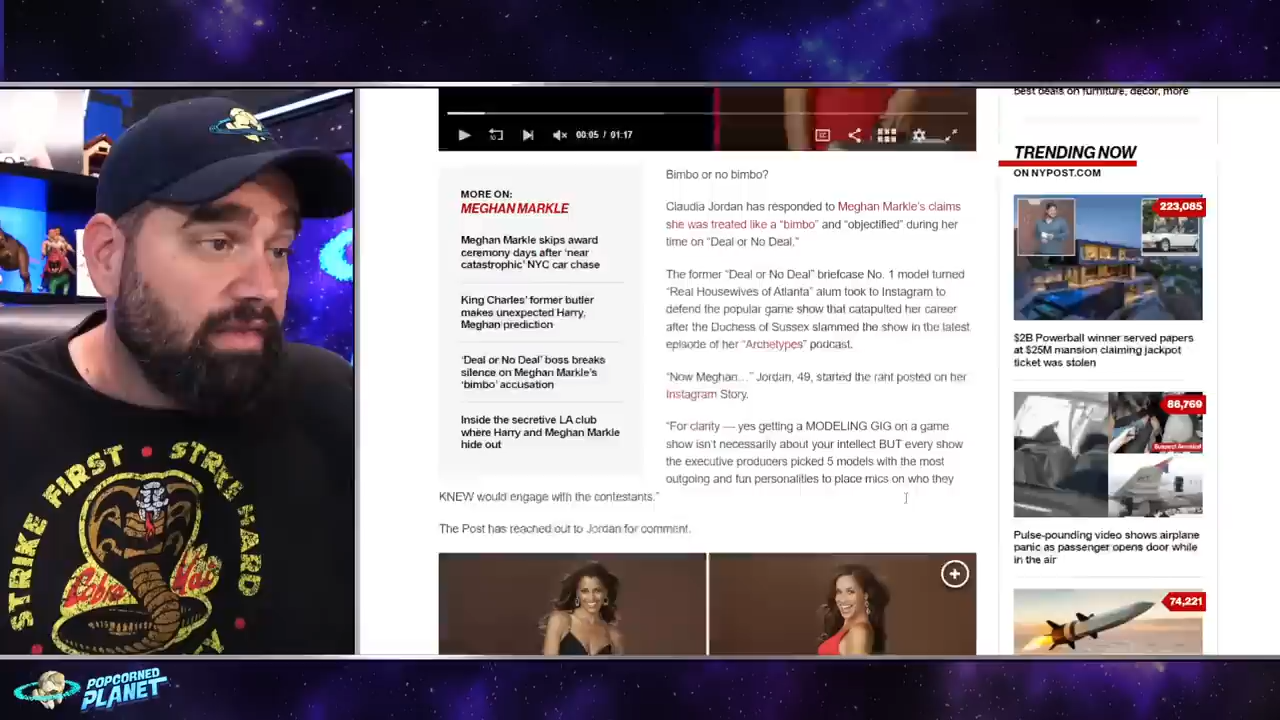 best deals on furniture, decor, more
00:05 / 01:17
TRENDING NOW
ON NYPOST.COM
MORE ON:
MEGHAN MARKLE
Meghan Markle skips award
ceremony days after 'near
catastrophic' NYC car chase
King Charles' former butler
makes unexpected Harry,
Meghan prediction
'Deal or No Deal' boss breaks
silence on Meghan Markle's
'bimbo' accusation
Inside the secretive LA club
where Harry and Meghan Markle
hide out
Bimbo or no bimbo?
Claudia Jordan has responded to Meghan Markle's claims
she was treated like a "bimbo" and "objectified" during her
time on "Deal or No Deal."
The former "Deal or No Deal" briefcase No. 1 model turned
"Real Housewives of Atlanta" alum took to Instagram to
defend the popular game show that catapulted her career
after the Duchess of Sussex slammed the show in the latest
episode of her "Archetypes" podcast.
"Now Meghan…" Jordan, 49, started the rant posted on her
Instagram Story.
"For clarity — yes getting a MODELING GIG on a game
show isn't necessarily about your intellect BUT every show
the executive producers picked 5 models with the most
outgoing and fun personalities to place mics on who they
KNEW would engage with the contestants."
The Post has reached out to Jordan for comment.
223,085
$2B Powerball winner served papers
at $25M mansion claiming jackpot
ticket was stolen
86,769
Suspect Arrested
Pulse-pounding video shows airplane
panic as passenger opens door while
in the air
74,221
STRIKE FIRST • STRIKE HARD
Cobra Kai
POPCORNED
PLANET